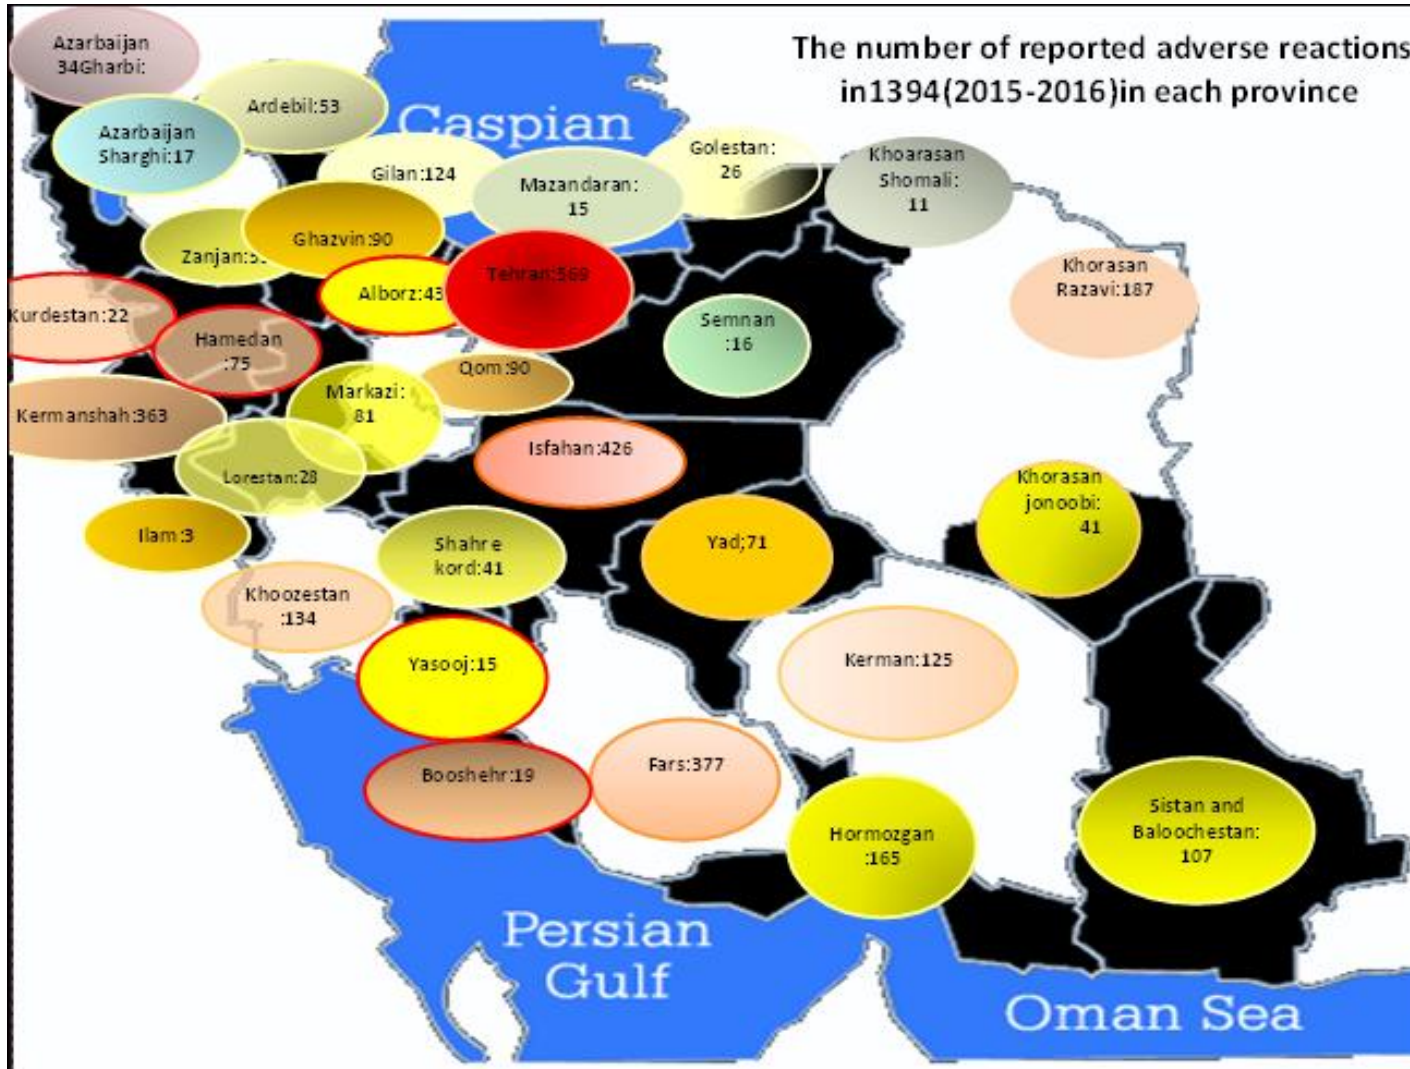 The number of reported adverse reactions
in1394(2015-2016)in each province
Azarbaijan
34Gharbi:
Ardebil:53
Azarbaijan
Sharghi:17
Caspian
Gilan:124
Mazandaran:
15
Golestan:
26
Khoarasan
Shomali:
11
Ghazvin:90
Zanjan:
Alborz:43
Tehran:569
Khorasan
Razavi:187
Kurdestan:22
Hamedan
:75
Semnan
:16
Qom:90
Markazi:
81
Kermanshah:363
Isfahan:426
Lorestan:28
Khorasan
jonoobi:
41
Ilam:3
Shahre
kord:41
Yad;71
Khoozestan
:134
Yasooj:15
Kerman:125
Booshehr:19
Fars:377
Hormozgan
:165
Sistan and
Baloochestan:
107
Persian
Gulf
Oman Sea